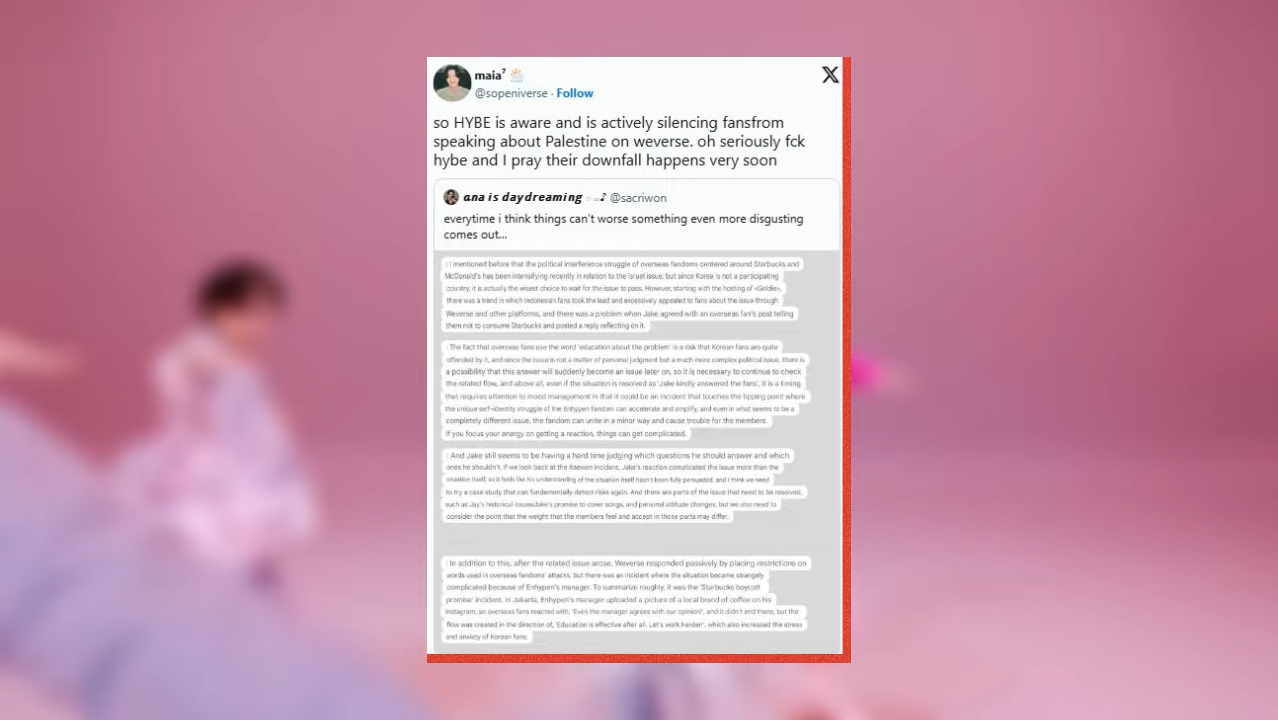 maia⁷
@sopeniverse · Follow
X
so HYBE is aware and is actively silencing fansfrom
speaking about Palestine on weverse. oh seriously fck
hybe and I pray their downfall happens very soon
ana is daydreaming @sacriwon
everytime i think things can't worse something even more disgusting
comes out...
: I mentioned before that the political interference struggle of overseas fandoms centered around Starbucks and
McDonald's has been intensifying recently in relation to the Israel issue, but since Korea is not a participating
country, it is actually the wisest choice to wait for the issue to pass. However, starting with the hosting of <Golden>,
there was a trend in which Indonesian fans took the lead and excessively appealed to fans about the issue through
Weverse and other platforms, and there was a problem when Jake agreed with an overseas fan's post telling
them not to consume Starbucks and posted a reply reflecting on it.
: The fact that overseas fans use the word 'education about the problem' is a risk that Korean fans are quite
offended by it, and since the issue is not a matter of personal judgment but a much more complex political issue, there is
a possibility that this answer will suddenly become an issue later on, so it is necessary to continue to check
the related flow, and above all, even if the situation is resolved as 'Jake kindly answered the fans', it is a timing
that requires attention to mood management in that it could be an incident that touches the tipping point where
the unique self-identity struggle of the Enhypen fandom can accelerate and amplify, and even in what seems to be a
completely different issue, the fandom can unite in a minor way and cause trouble for the members.
If you focus your energy on getting a reaction, things can get complicated.
: And Jake still seems to be having a hard time judging which questions he should answer and which
ones he shouldn't. If we look back at the Itaewon incident, Jake's reaction complicated the issue more than the
situation itself, so it feels like his understanding of the situation itself hasn't been fully persuaded, and I think we need
to try a case study that can fundamentally detect risks again. And there are parts of the issue that need to be resolved,
such as Jay's historical issues/Jake's promise to cover songs, and personal attitude changes, but we also need to
consider the point that the weight that the members feel and accept in those parts may differ.
: In addition to this, after the related issue arose, Weverse responded passively by placing restrictions on
words used in overseas fandoms' attacks, but there was an incident where the situation became strangely
complicated because of Enhypen's manager. To summarize roughly, it was the 'Starbucks boycott
promise' incident. In Jakarta, Enhypen's manager uploaded a picture of a local brand of coffee on his
Instagram, so overseas fans reacted with, 'Even the manager agrees with our opinion!', and it didn't end there, but the
flow was created in the direction of, 'Education is effective after all. Let's work harder!', which also increased the stress
and anxiety of Korean fans.